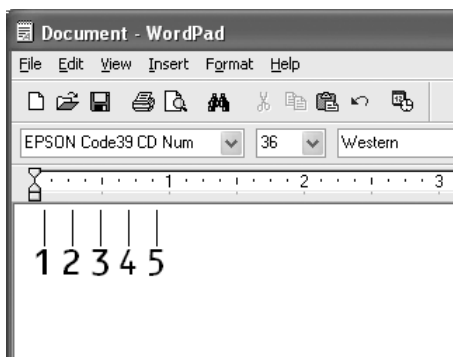 Document - WordPad
File Edit View Insert Format Help
EPSON Code39 CD Num 36 Western
1 2 3
1 2 3 4 5